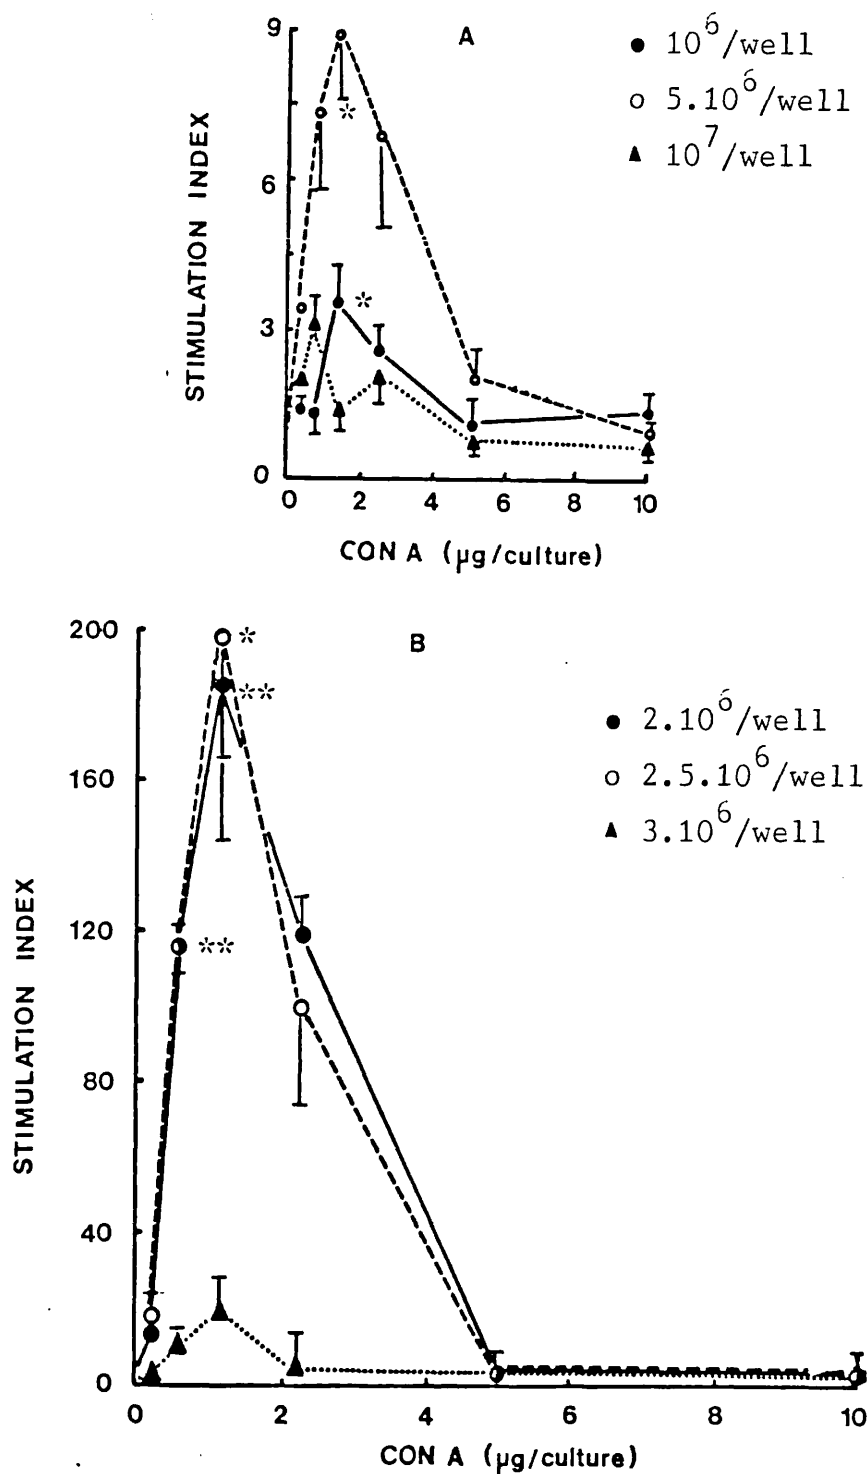 A
10⁶/well
5.10⁶/well
10⁷/well
9
6
3
0
STIMULATION INDEX
0 2 4 6 8 10
CON A (µg/culture)
*
*
B
2.10⁶/well
2.5.10⁶/well
3.10⁶/well
200
160
120
80
40
0
STIMULATION INDEX
0 2 4 6 8 10
CON A (µg/culture)
*
**
**